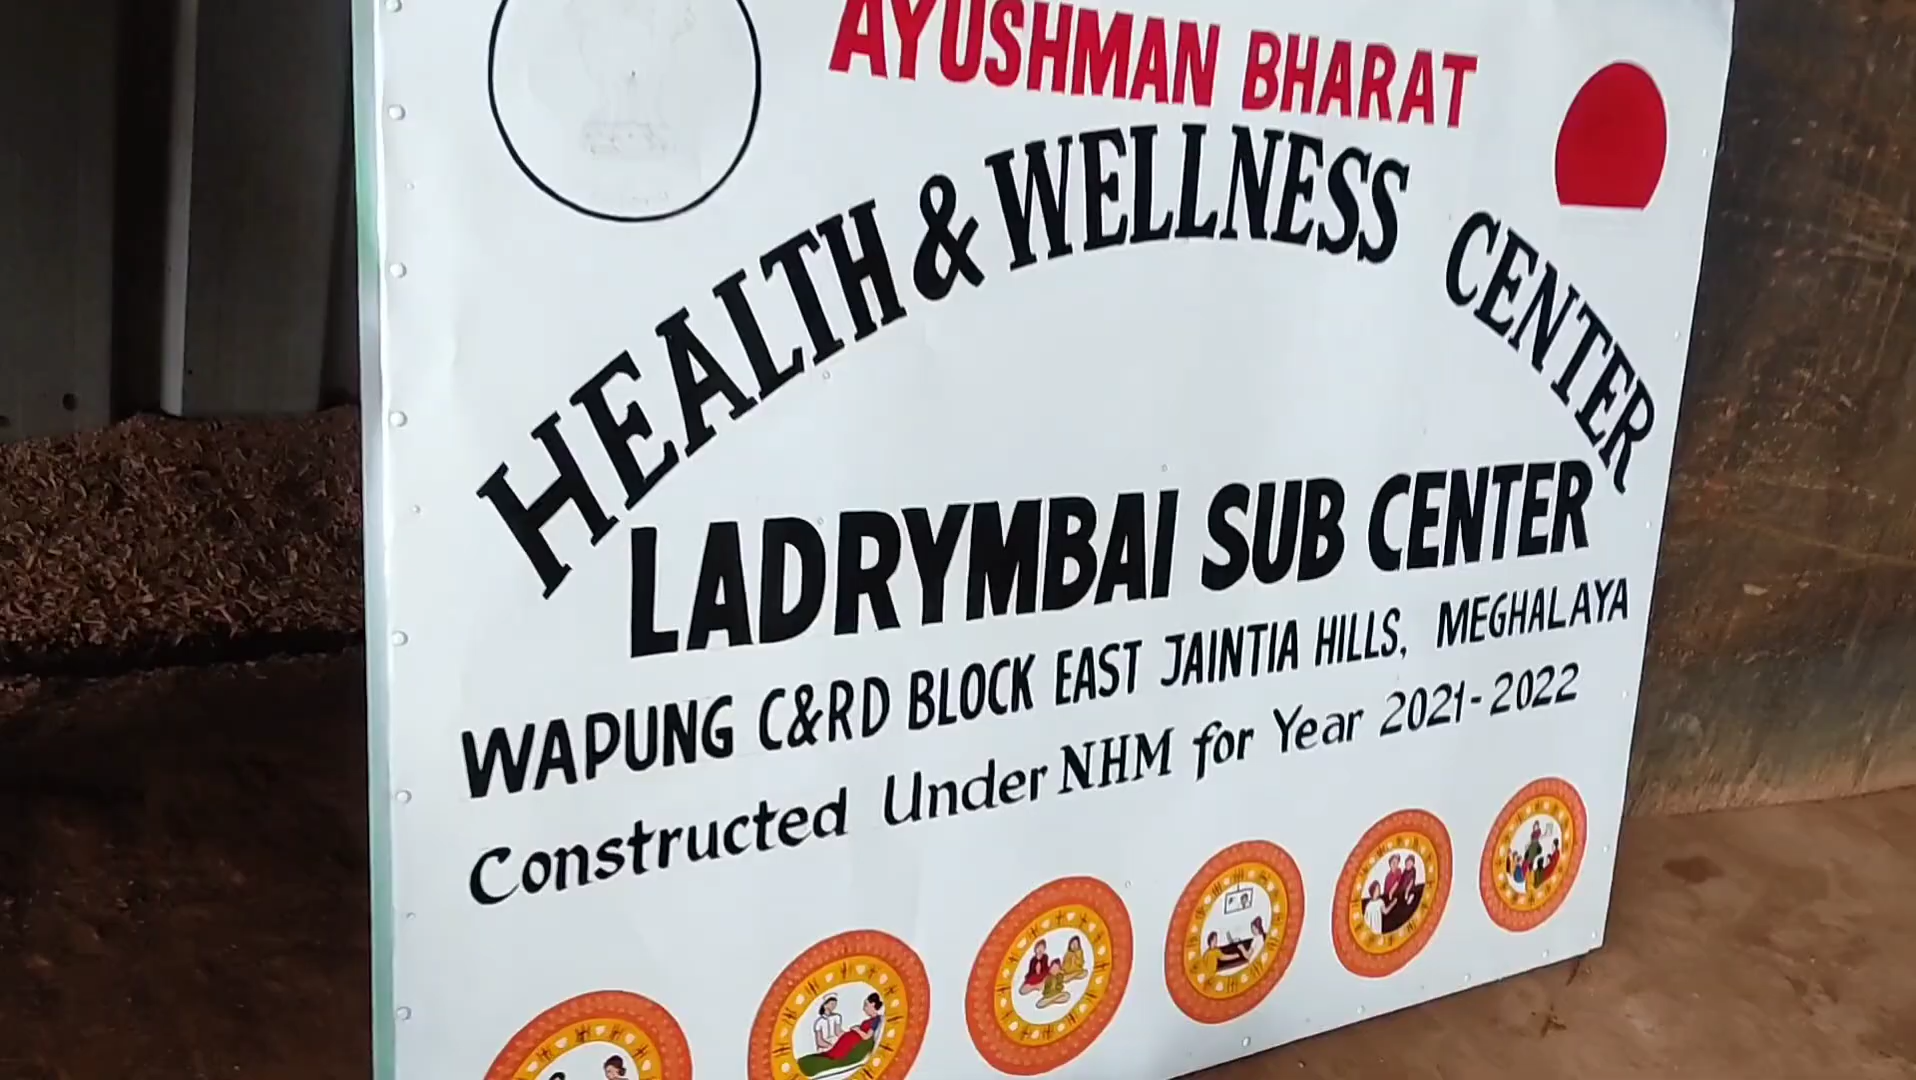 AYUSHMAN BHARAT
HEALTH & WELLNESS CENTER
LADRYMBAI SUB CENTER
WAPUNG C&RD BLOCK EAST JAINTIA HILLS, MEGHALAYA
Constructed Under NHM for Year 2021-2022